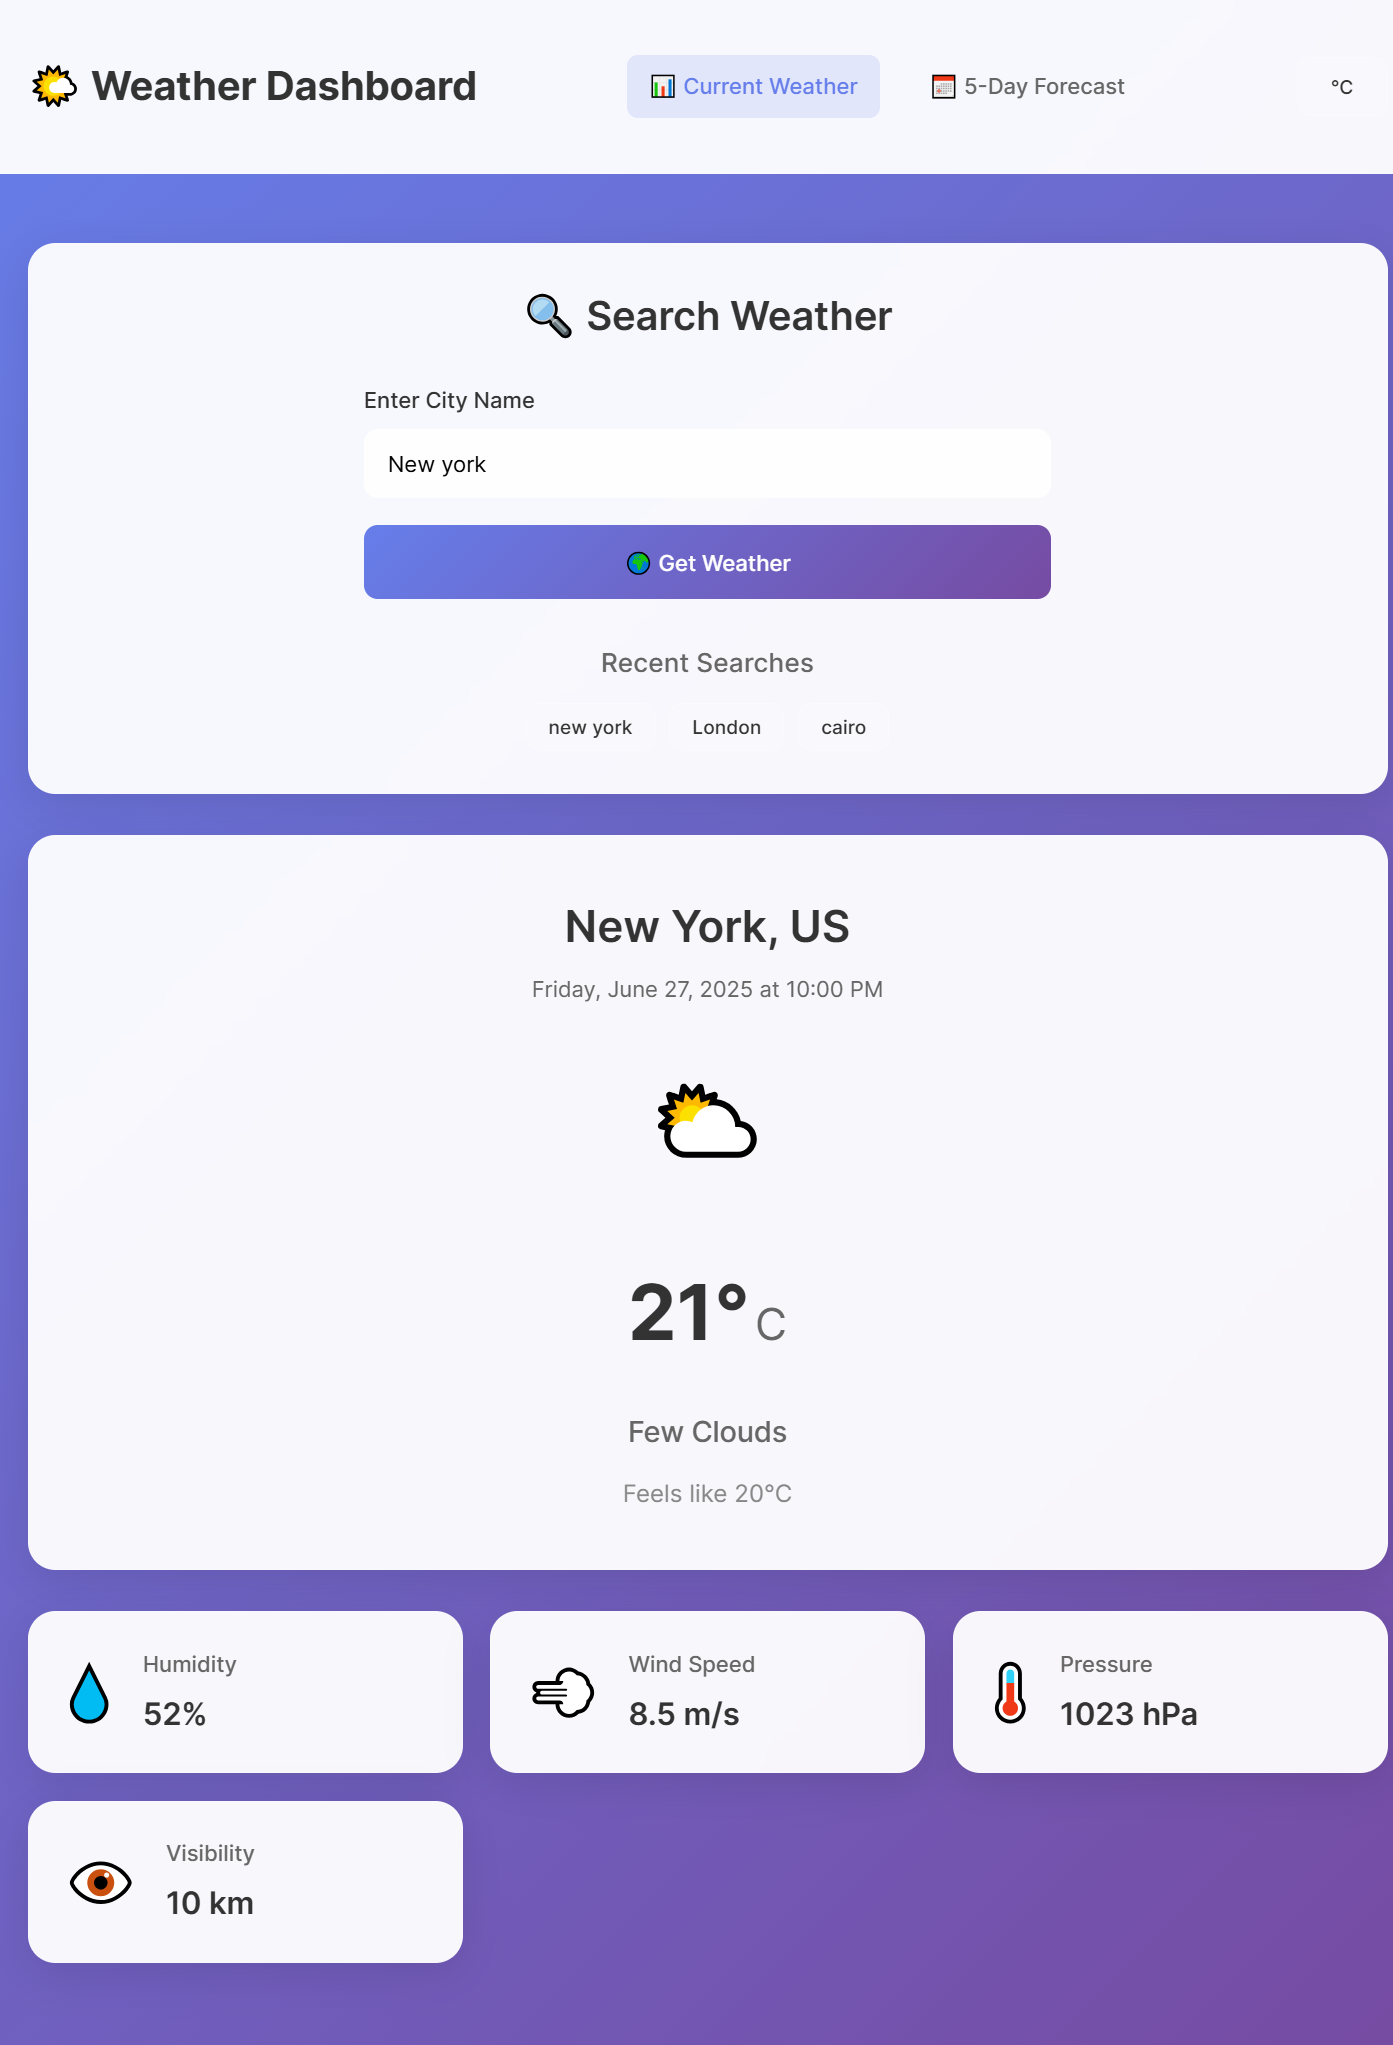 Weather Dashboard
Current Weather
5-Day Forecast
°C
Search Weather
Enter City Name
New york
Get Weather
Recent Searches
new york London cairo
New York, US
Friday, June 27, 2025 at 10:00 PM
21° C
Few Clouds
Feels like 20°C
Humidity
52%
Wind Speed
8.5 m/s
Pressure
1023 hPa
Visibility
10 km